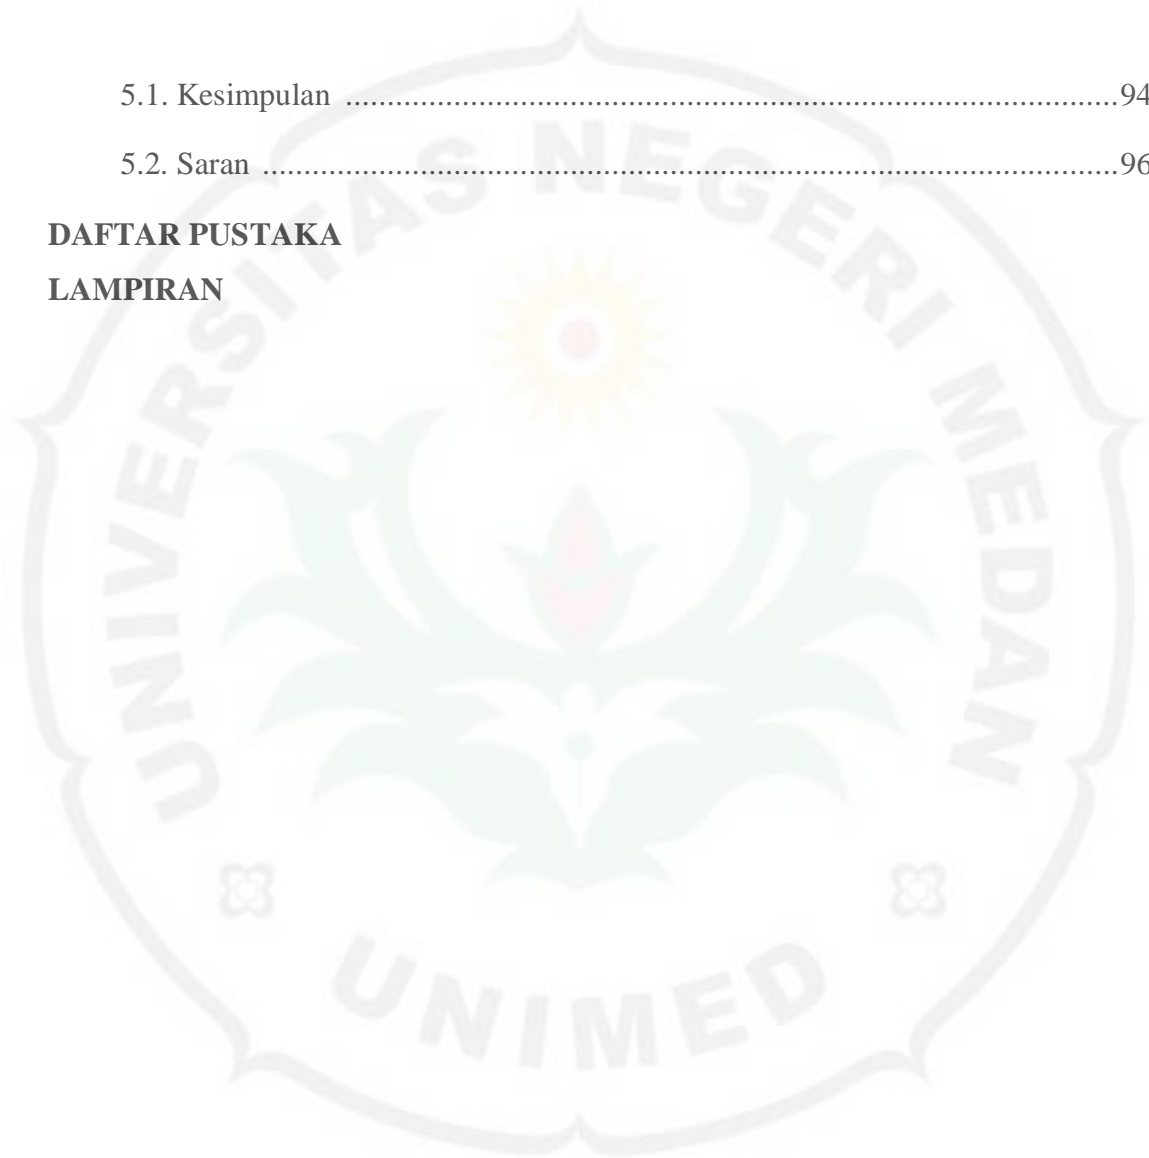 5.1. Kesimpulan ........................................................................................94
5.2. Saran ..................................................................................................96
DAFTAR PUSTAKA
LAMPIRAN
UNIVERSITAS NEGERI MEDAN
UNIMED